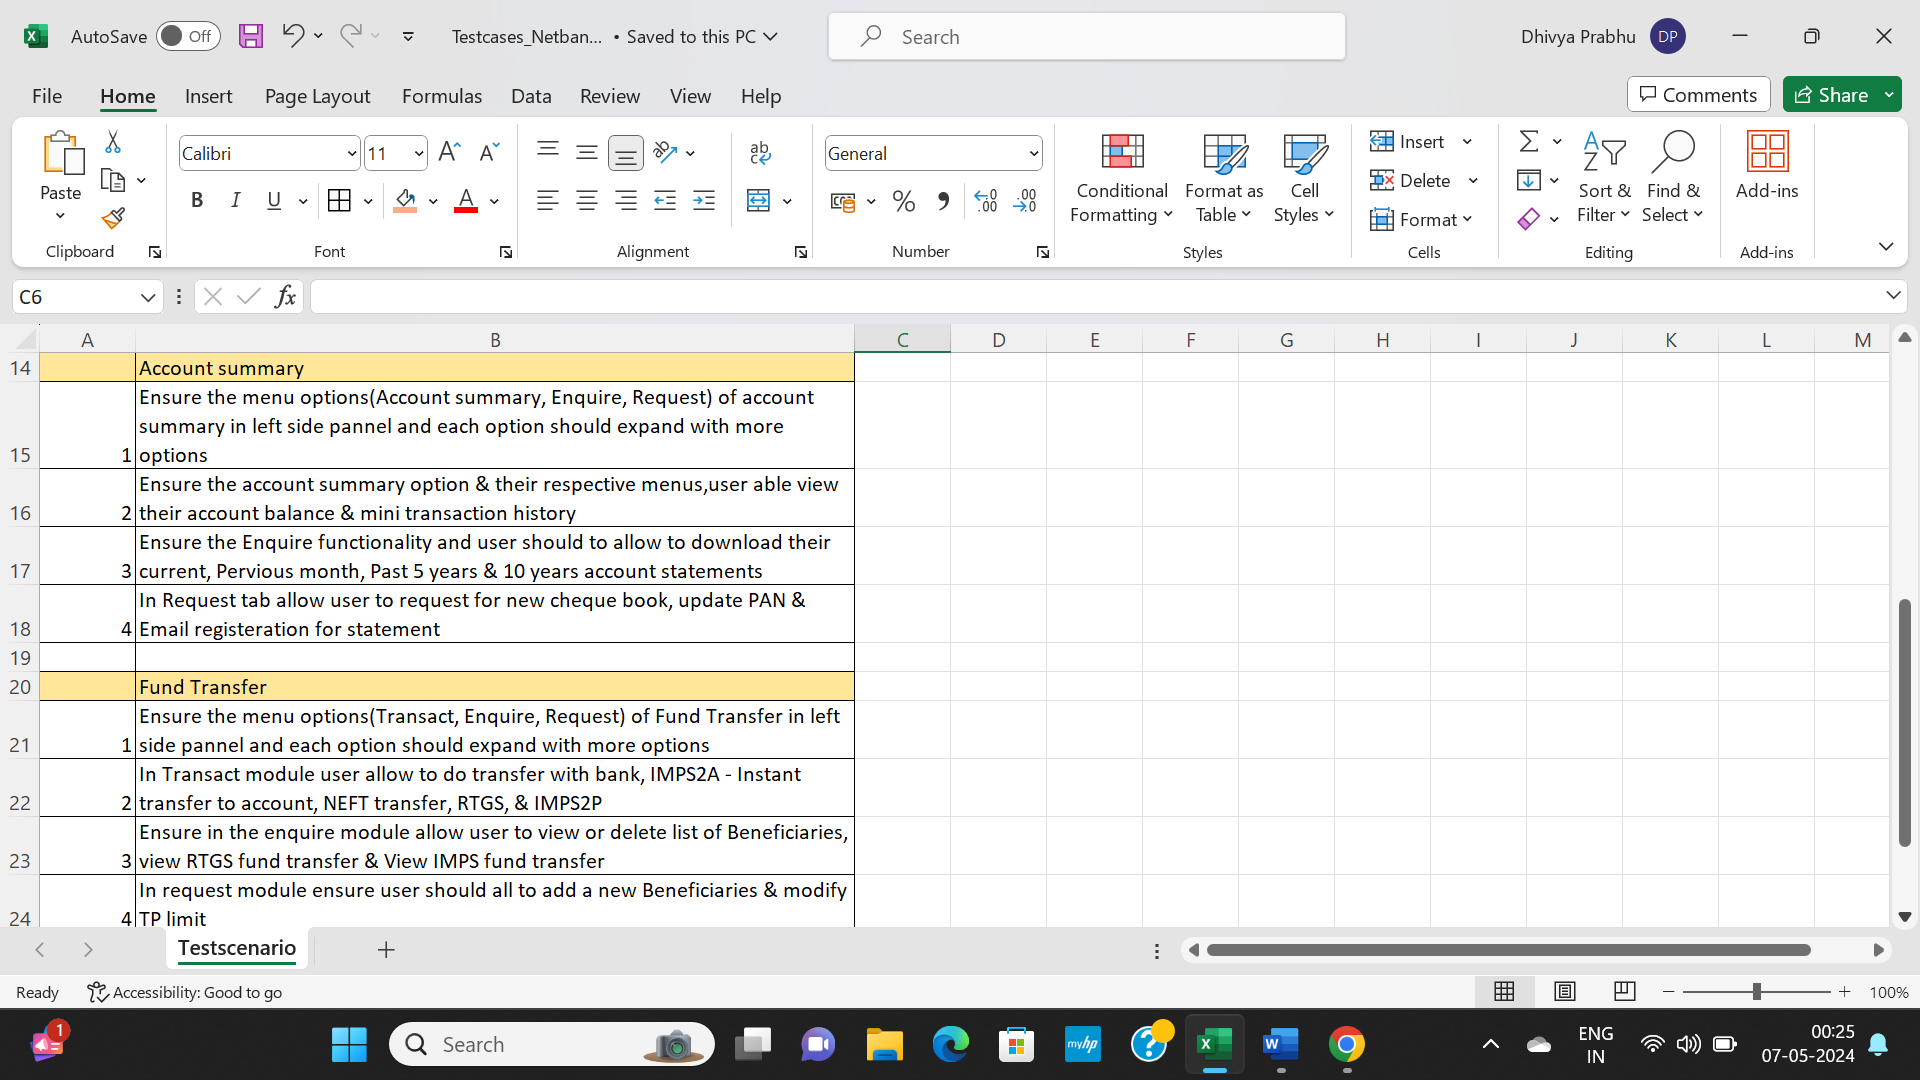 AutoSave Off Testcases_Netban... • Saved to this PC Search Dhivya Prabhu DP
File Home Insert Page Layout Formulas Data Review View Help Comments Share
Paste Calibri 11 General Conditional Formatting Format as Table Cell Styles Insert Delete Format Sort & Filter Find & Select Add-ins
Clipboard Font Alignment Number Styles Cells Editing Add-ins
C6 fx
A B C D E F G H I J K L M
14 Account summary
Ensure the menu options(Account summary, Enquire, Request) of account
summary in left side pannel and each option should expand with more
15 1 options
Ensure the account summary option & their respective menus,user able view
16 2 their account balance & mini transaction history
Ensure the Enquire functionality and user should to allow to download their
17 3 current, Pervious month, Past 5 years & 10 years account statements
In Request tab allow user to request for new cheque book, update PAN &
18 4 Email registeration for statement
19
20 Fund Transfer
Ensure the menu options(Transact, Enquire, Request) of Fund Transfer in left
21 1 side pannel and each option should expand with more options
In Transact module user allow to do transfer with bank, IMPS2A - Instant
22 2 transfer to account, NEFT transfer, RTGS, & IMPS2P
Ensure in the enquire module allow user to view or delete list of Beneficiaries,
23 3 view RTGS fund transfer & View IMPS fund transfer
In request module ensure user should all to add a new Beneficiaries & modify
24 4 TP limit
Testscenario
Ready Accessibility: Good to go 100%
1 Search myhp ENG 00:25
IN 07-05-2024